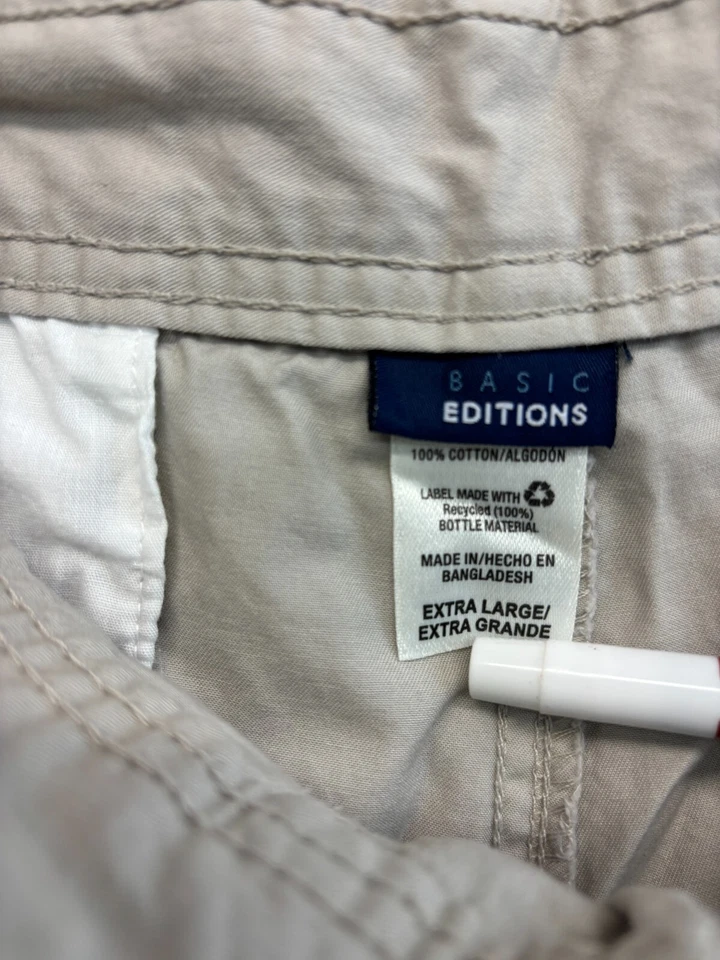 BASIC
EDITIONS
100% COTTON/ALGODÓN
LABEL MADE WITH
Recycled (100%)
BOTTLE MATERIAL
MADE IN/HECHO EN
BANGLADESH
EXTRA LARGE/
EXTRA GRANDE